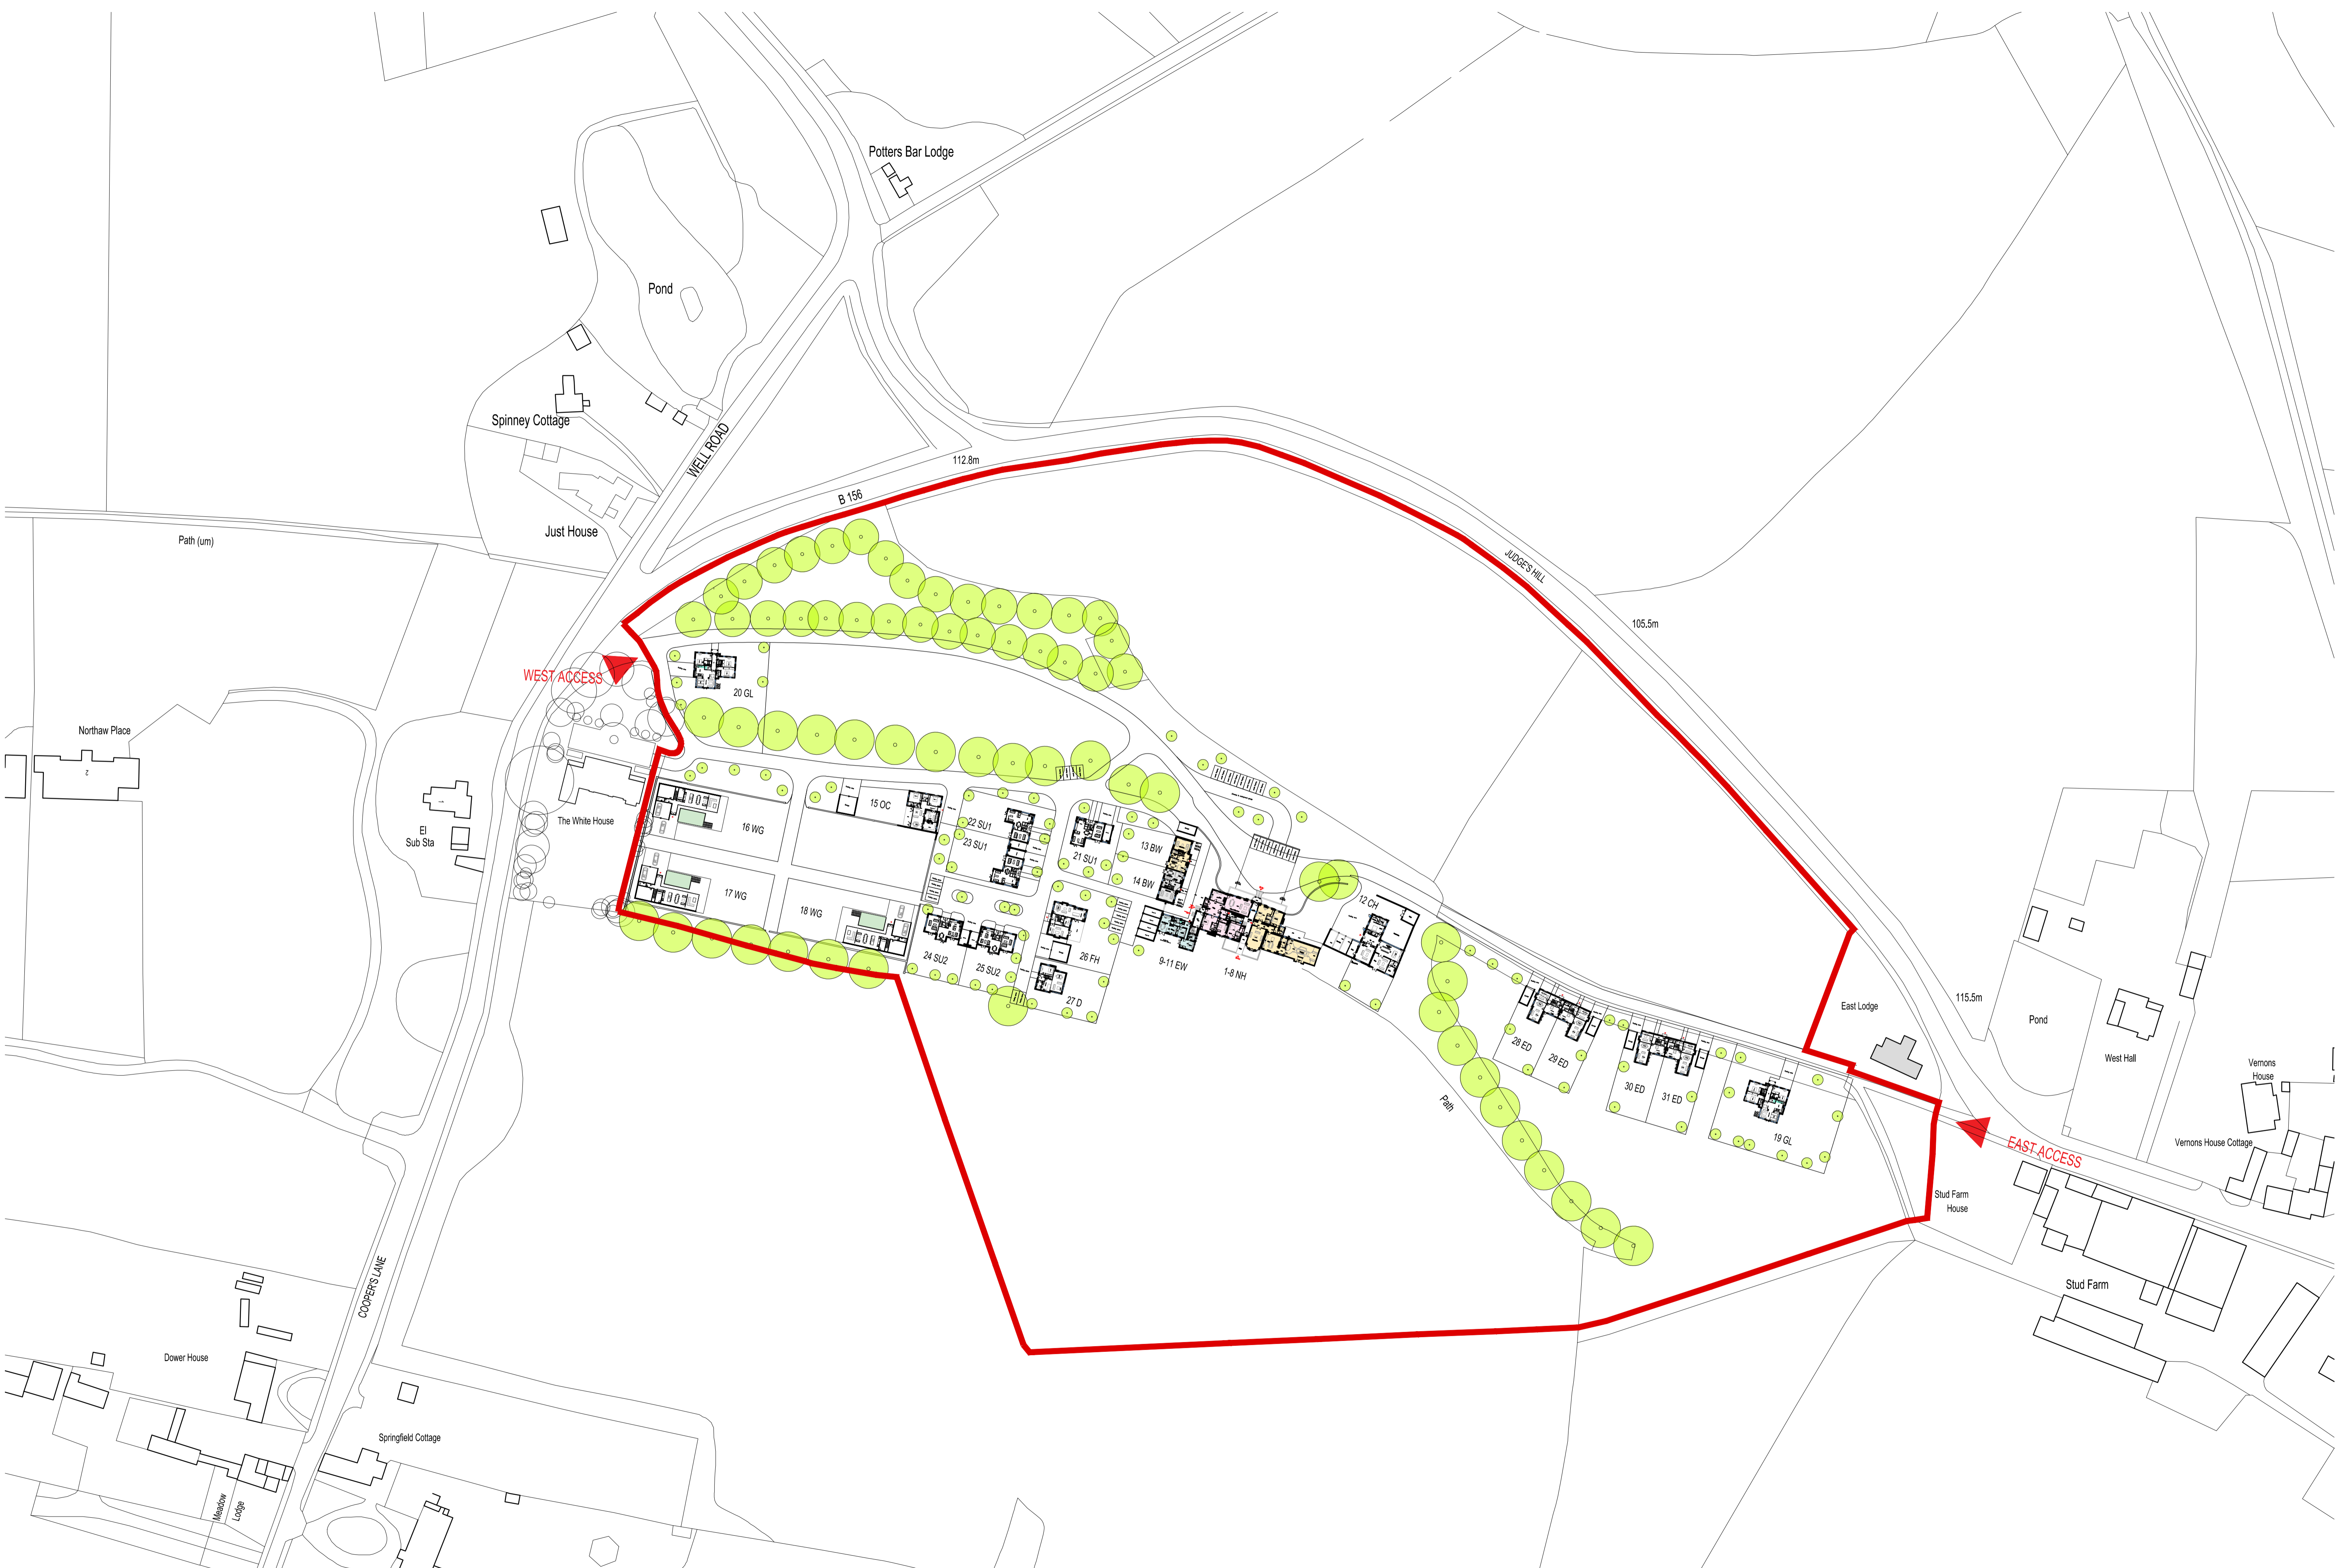 Potters Bar Lodge
Pond
Spinney Cottage
WELL ROAD
112.8m
B 156
Just House
Path (um)
JUDGE'S HILL
105.5m
WEST ACCESS
20 GL
Northaw Place
2
1
El
Sub Sta
The White House
15 OC
16 WG
22 SU1
23 SU1
21 SU1
13 BW
14 BW
17 WG
18 WG
12 CH
24 SU2
25 SU2
26 FH
27 D
9-11 EW
1-8 NH
28 ED
29 ED
30 ED
31 ED
19 GL
Path
East Lodge
115.5m
Pond
West Hall
Vernons
House
Vernons House Cottage
EAST ACCESS
Stud Farm
House
Stud Farm
COOPER'S LANE
Dower House
Springfield Cottage
Meadow
Lodge